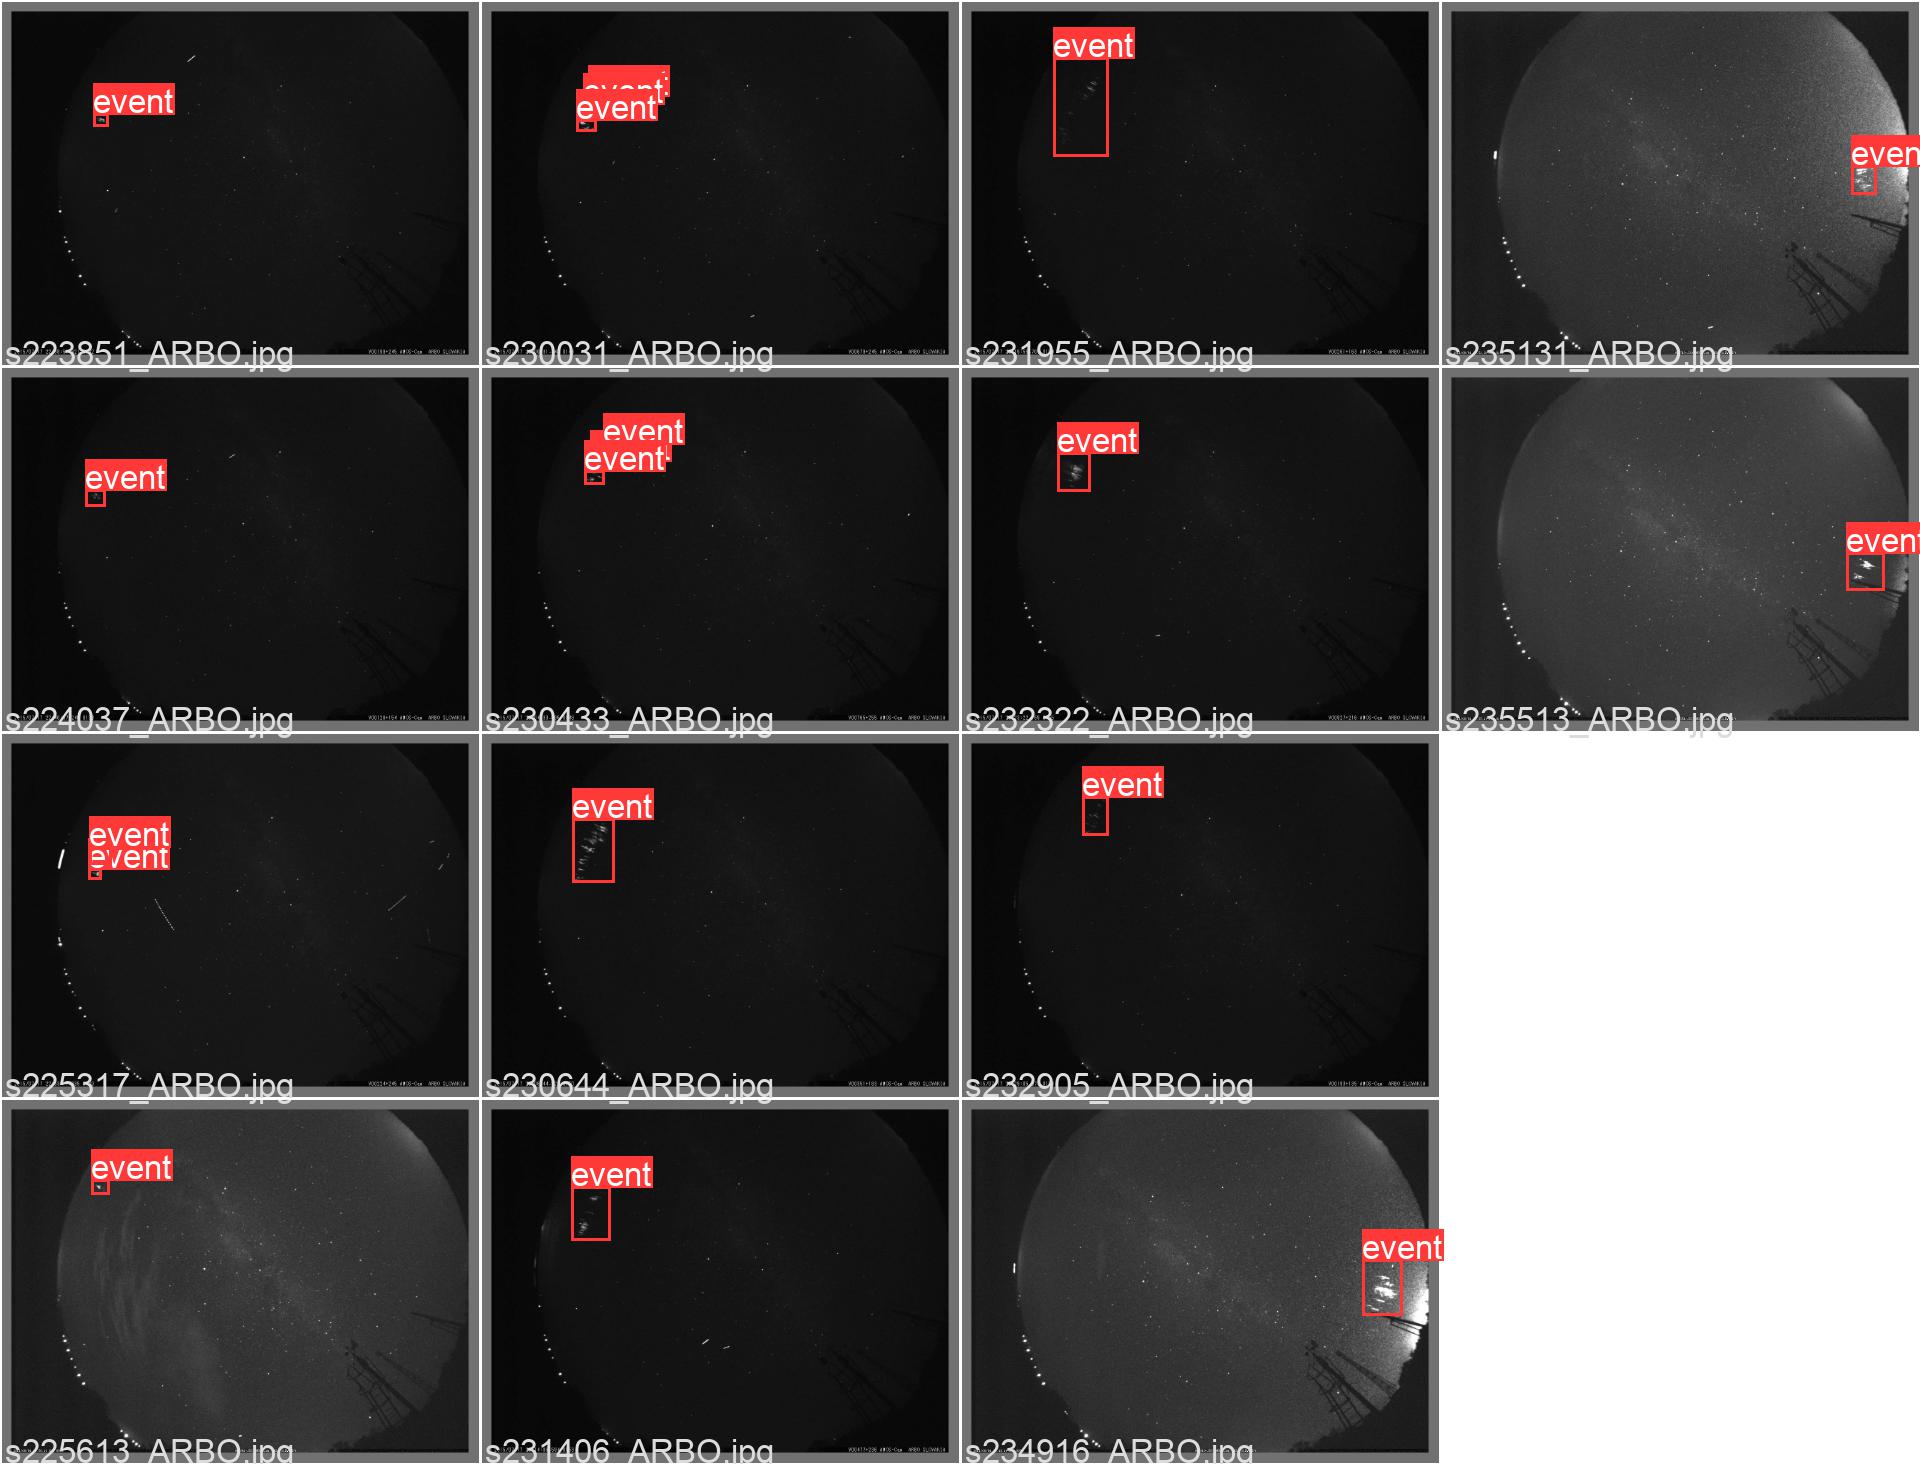 event
s223851_ARBO.jpg
event
event
s230031_ARBO.jpg
event
s231955_ARBO.jpg
even
s235131_ARBO.jpg
event
s224037_ARBO.jpg
event
event
s230433_ARBO.jpg
event
s232322_ARBO.jpg
event
s235513_ARBO.jpg
event
event
s225317_ARBO.jpg
event
s230644_ARBO.jpg
event
s232905_ARBO.jpg
event
s225613_ARBO.jpg
event
s231406_ARBO.jpg
event
s234916_ARBO.jpg